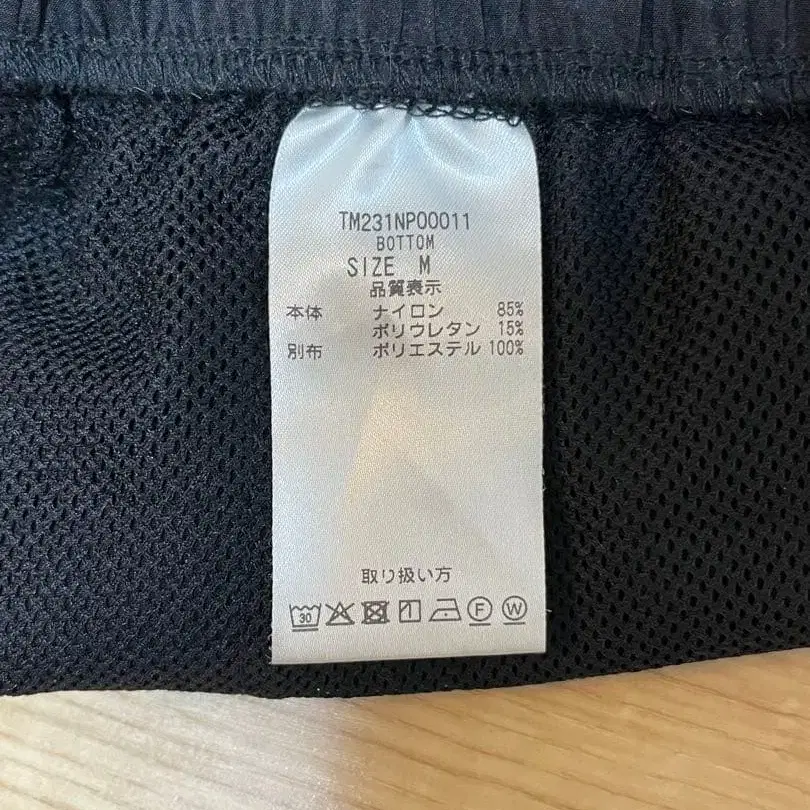 TM231NP00011
BOTTOM
SIZE M
品質表示
本体 ナイロン 85%
ポリウレタン 15%
別布 ポリエステル 100%
取り扱い方
30 F W